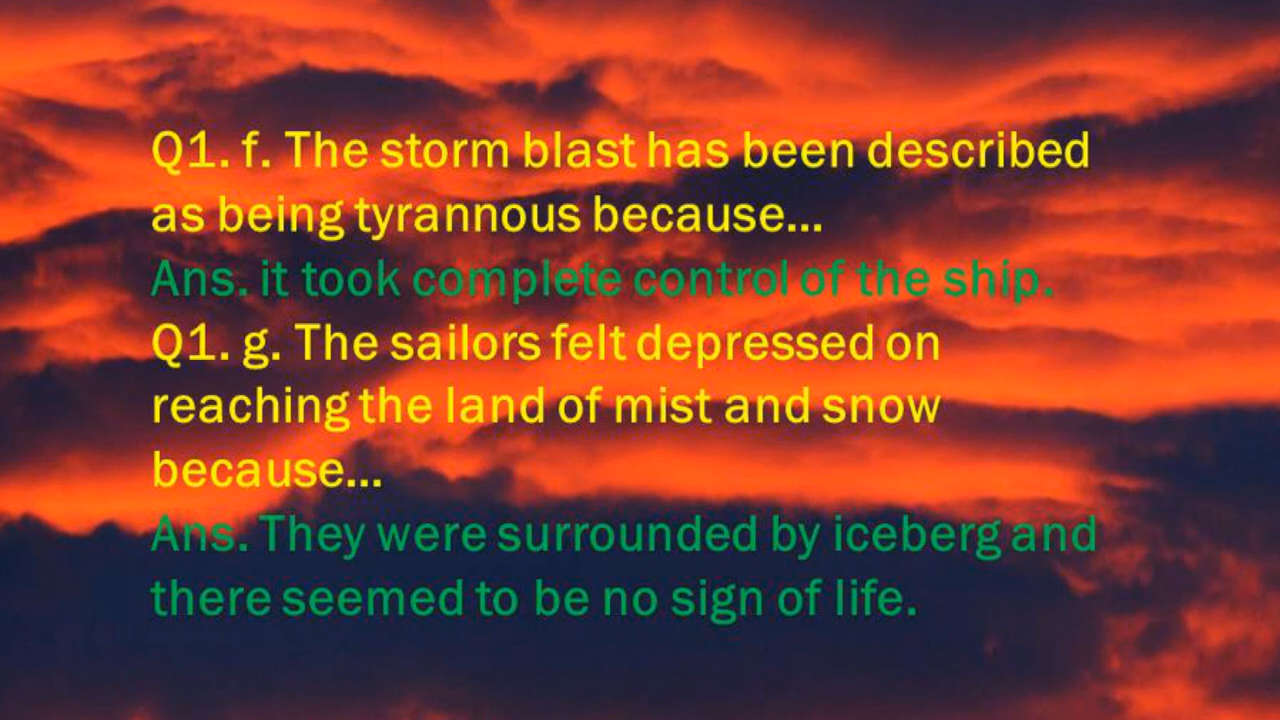 Q1. f. The storm blast has been described
as being tyrannous because...
Ans. it took complete control of the ship.
Q1. g. The sailors felt depressed on
reaching the land of mist and snow
because...
Ans. They were surrounded by iceberg and
there seemed to be no sign of life.